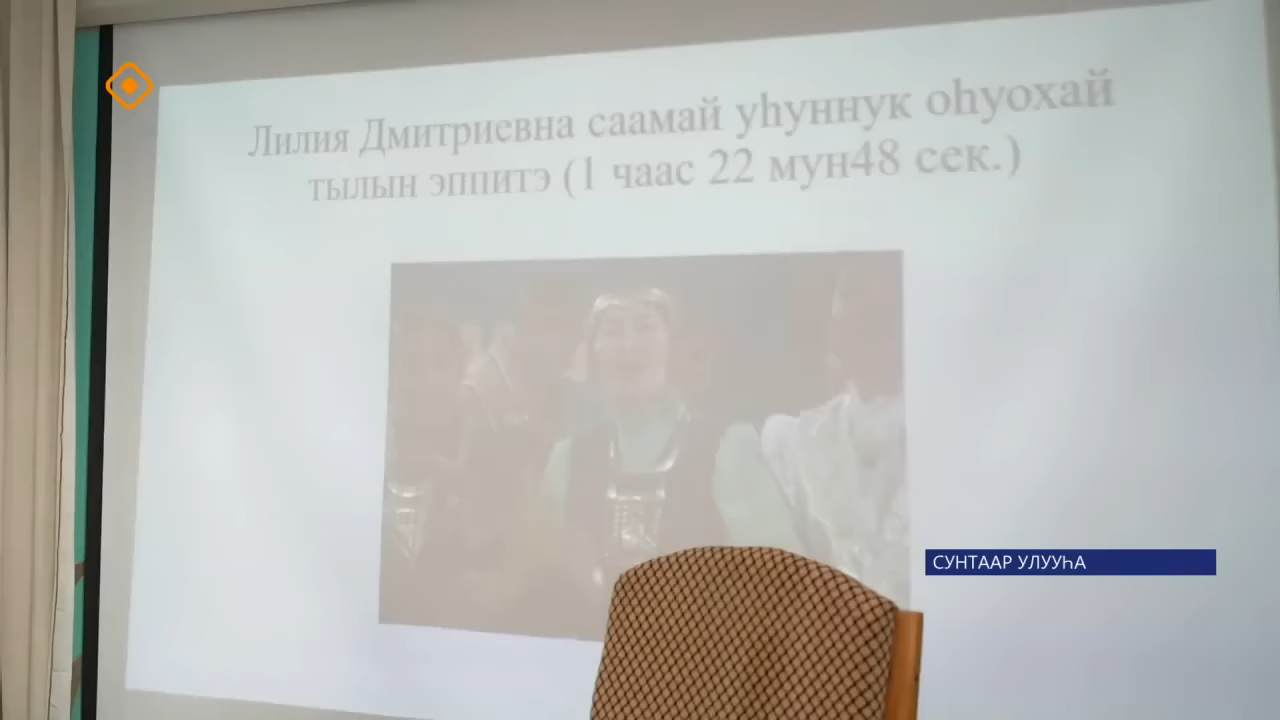 Лилия Дмитриевна саамай уһуннук оһуохай
тылын эппитэ (1 чаас 22 мун48 сек.)
СУНТААР УЛУУҺА